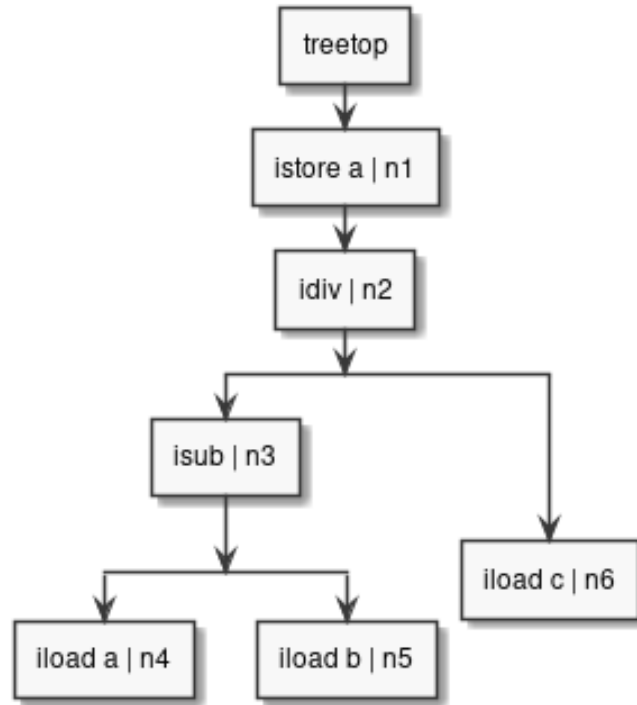 treetop
istore a | n1
idiv | n2
isub | n3
iload c | n6
iload a | n4
iload b | n5